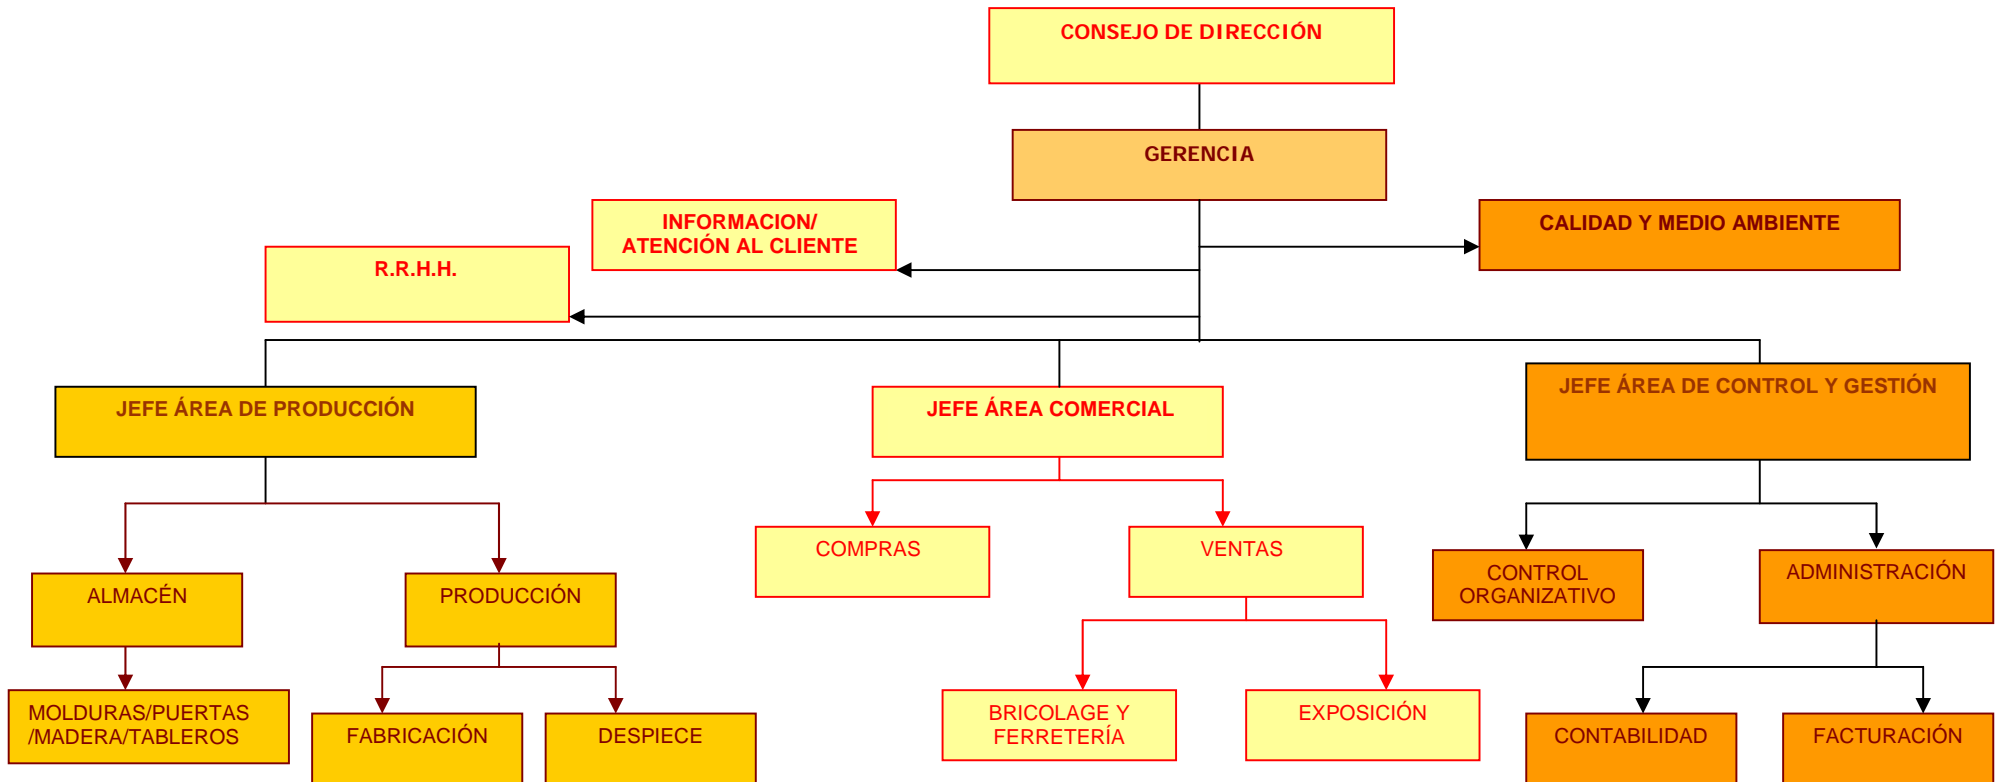 CONSEJO DE DIRECCIÓN
GERENCIA
INFORMACION/
ATENCIÓN AL CLIENTE
CALIDAD Y MEDIO AMBIENTE
R.R.H.H.
JEFE ÁREA DE PRODUCCIÓN
JEFE ÁREA COMERCIAL
JEFE ÁREA DE CONTROL Y GESTIÓN
COMPRAS
VENTAS
CONTROL
ORGANIZATIVO
ADMINISTRACIÓN
ALMACÉN
PRODUCCIÓN
MOLDURAS/PUERTAS
/MADERA/TABLEROS
FABRICACIÓN
DESPIECE
BRICOLAGE Y
FERRETERÍA
EXPOSICIÓN
CONTABILIDAD
FACTURACIÓN